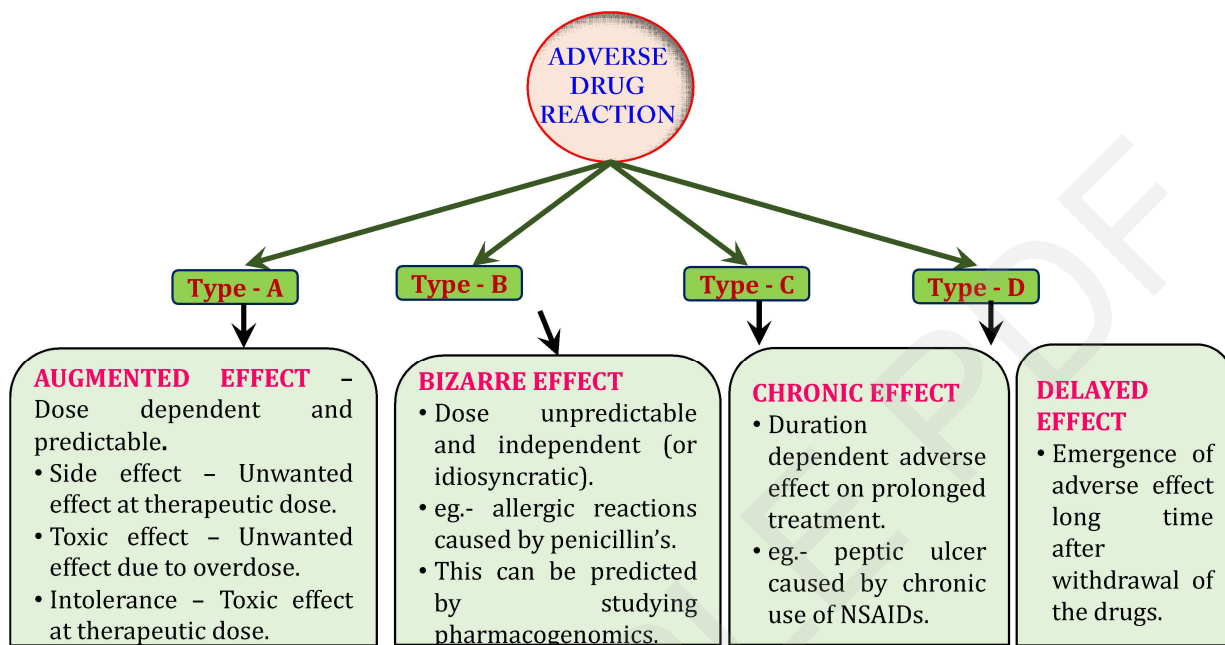 ADVERSE
DRUG
REACTION
Type - A
Type - B
Type - C
Type - D
AUGMENTED EFFECT –
Dose dependent and
predictable.
• Side effect – Unwanted
effect at therapeutic dose.
• Toxic effect – Unwanted
effect due to overdose.
• Intolerance – Toxic effect
at therapeutic dose.
BIZARRE EFFECT
• Dose unpredictable
and independent (or
idiosyncratic).
• eg.- allergic reactions
caused by penicillin's.
• This can be predicted
by studying
pharmacogenomics.
CHRONIC EFFECT
• Duration
dependent adverse
effect on prolonged
treatment.
• eg.- peptic ulcer
caused by chronic
use of NSAIDs.
DELAYED
EFFECT
• Emergence of
adverse effect
long time
after
withdrawal of
the drugs.
LE PDF